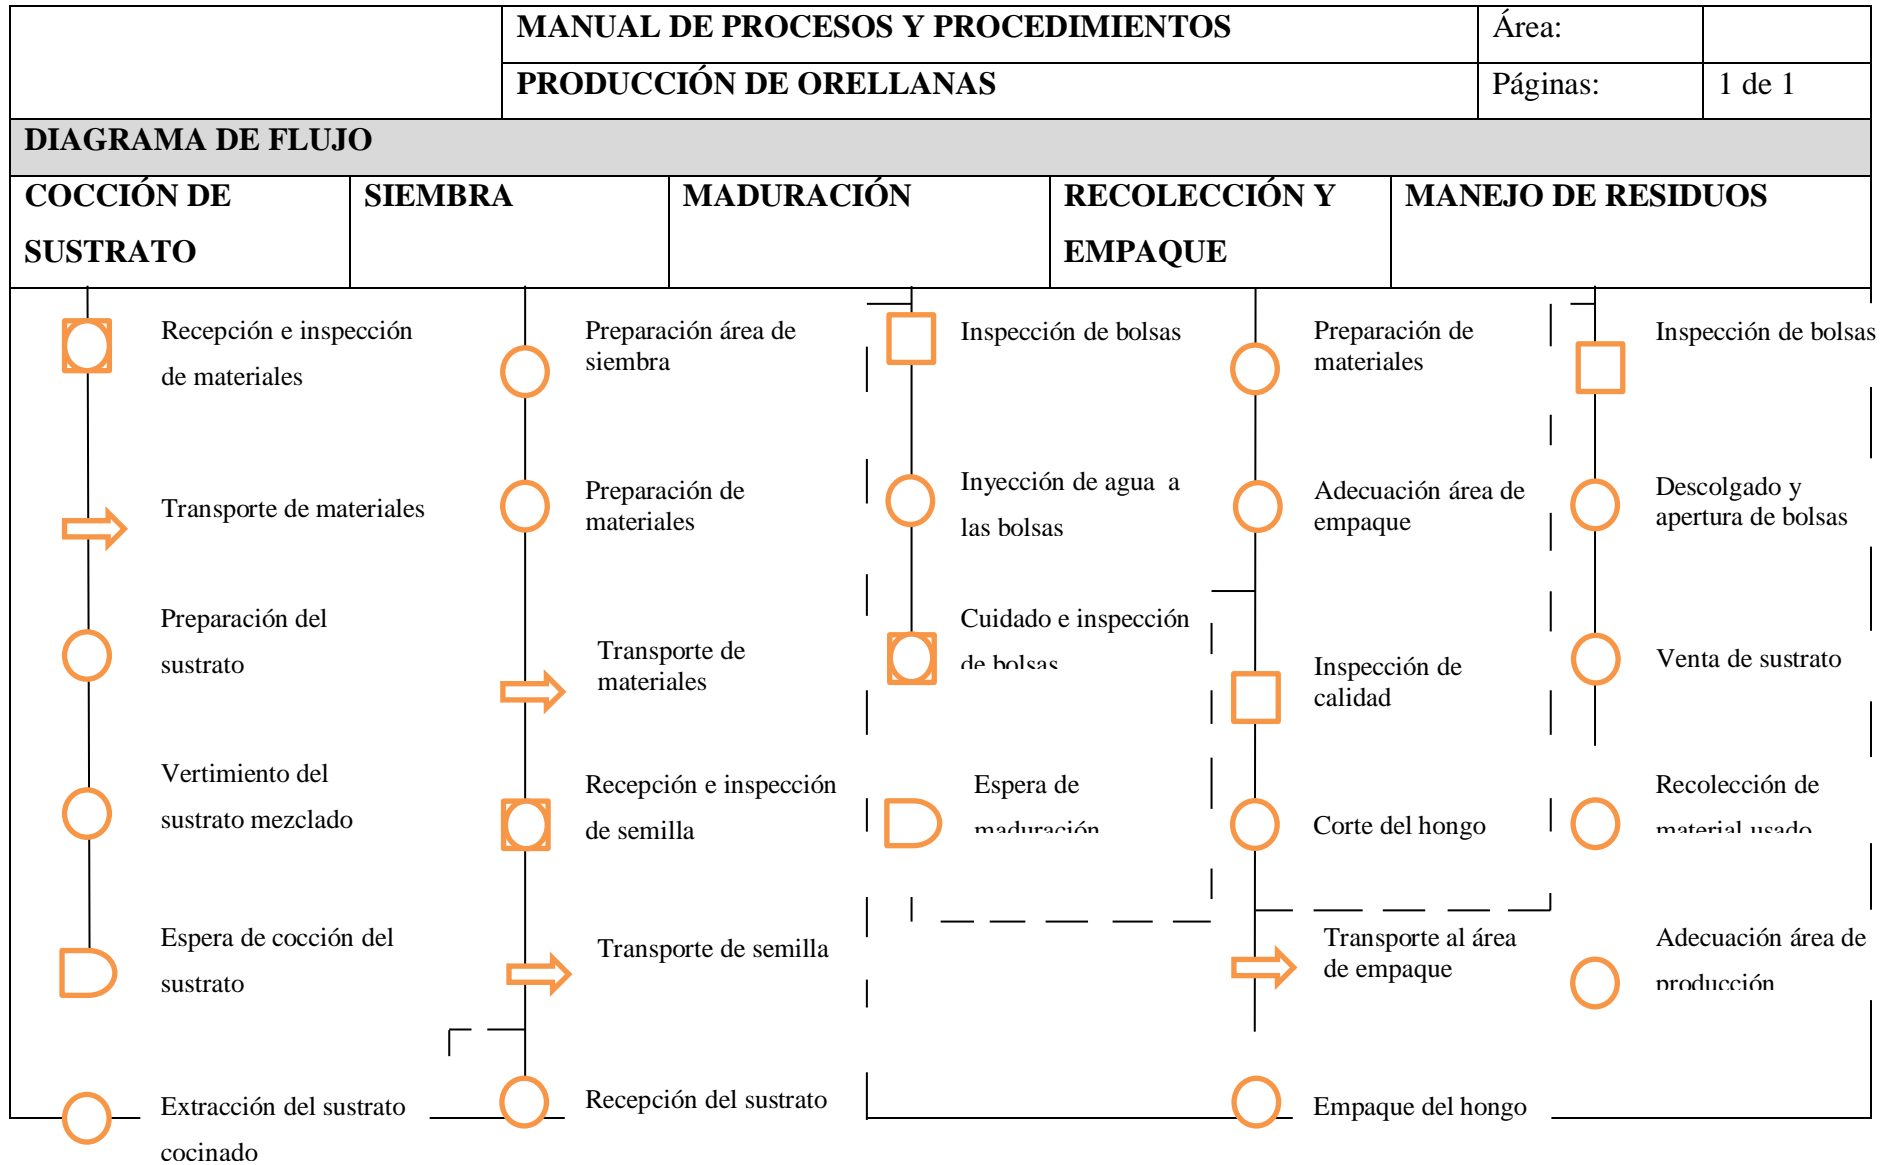 MANUAL DE PROCESOS Y PROCEDIMIENTOS
Área:
PRODUCCIÓN DE ORELLANAS
Páginas:
1 de 1
DIAGRAMA DE FLUJO
COCCIÓN DE
SUSTRATO
SIEMBRA
MADURACIÓN
RECOLECCIÓN Y
EMPAQUE
MANEJO DE RESIDUOS
Recepción e inspección
de materiales
Transporte de materiales
Preparación del
sustrato
Vertimiento del
sustrato mezclado
Espera de cocción del
sustrato
Extracción del sustrato
cocinado
Preparación área de
siembra
Preparación de
materiales
Transporte de
materiales
Recepción e inspección
de semilla
Transporte de semilla
Recepción del sustrato
Inspección de bolsas
Inyección de agua a
las bolsas
Cuidado e inspección
de bolsas
Espera de
maduración
Preparación de
materiales
Adecuación área de
empaque
Inspección de
calidad
Corte del hongo
Transporte al área
de empaque
Empaque del hongo
Inspección de bolsas
Descolgado y
apertura de bolsas
Venta de sustrato
Recolección de
material usado
Adecuación área de
producción